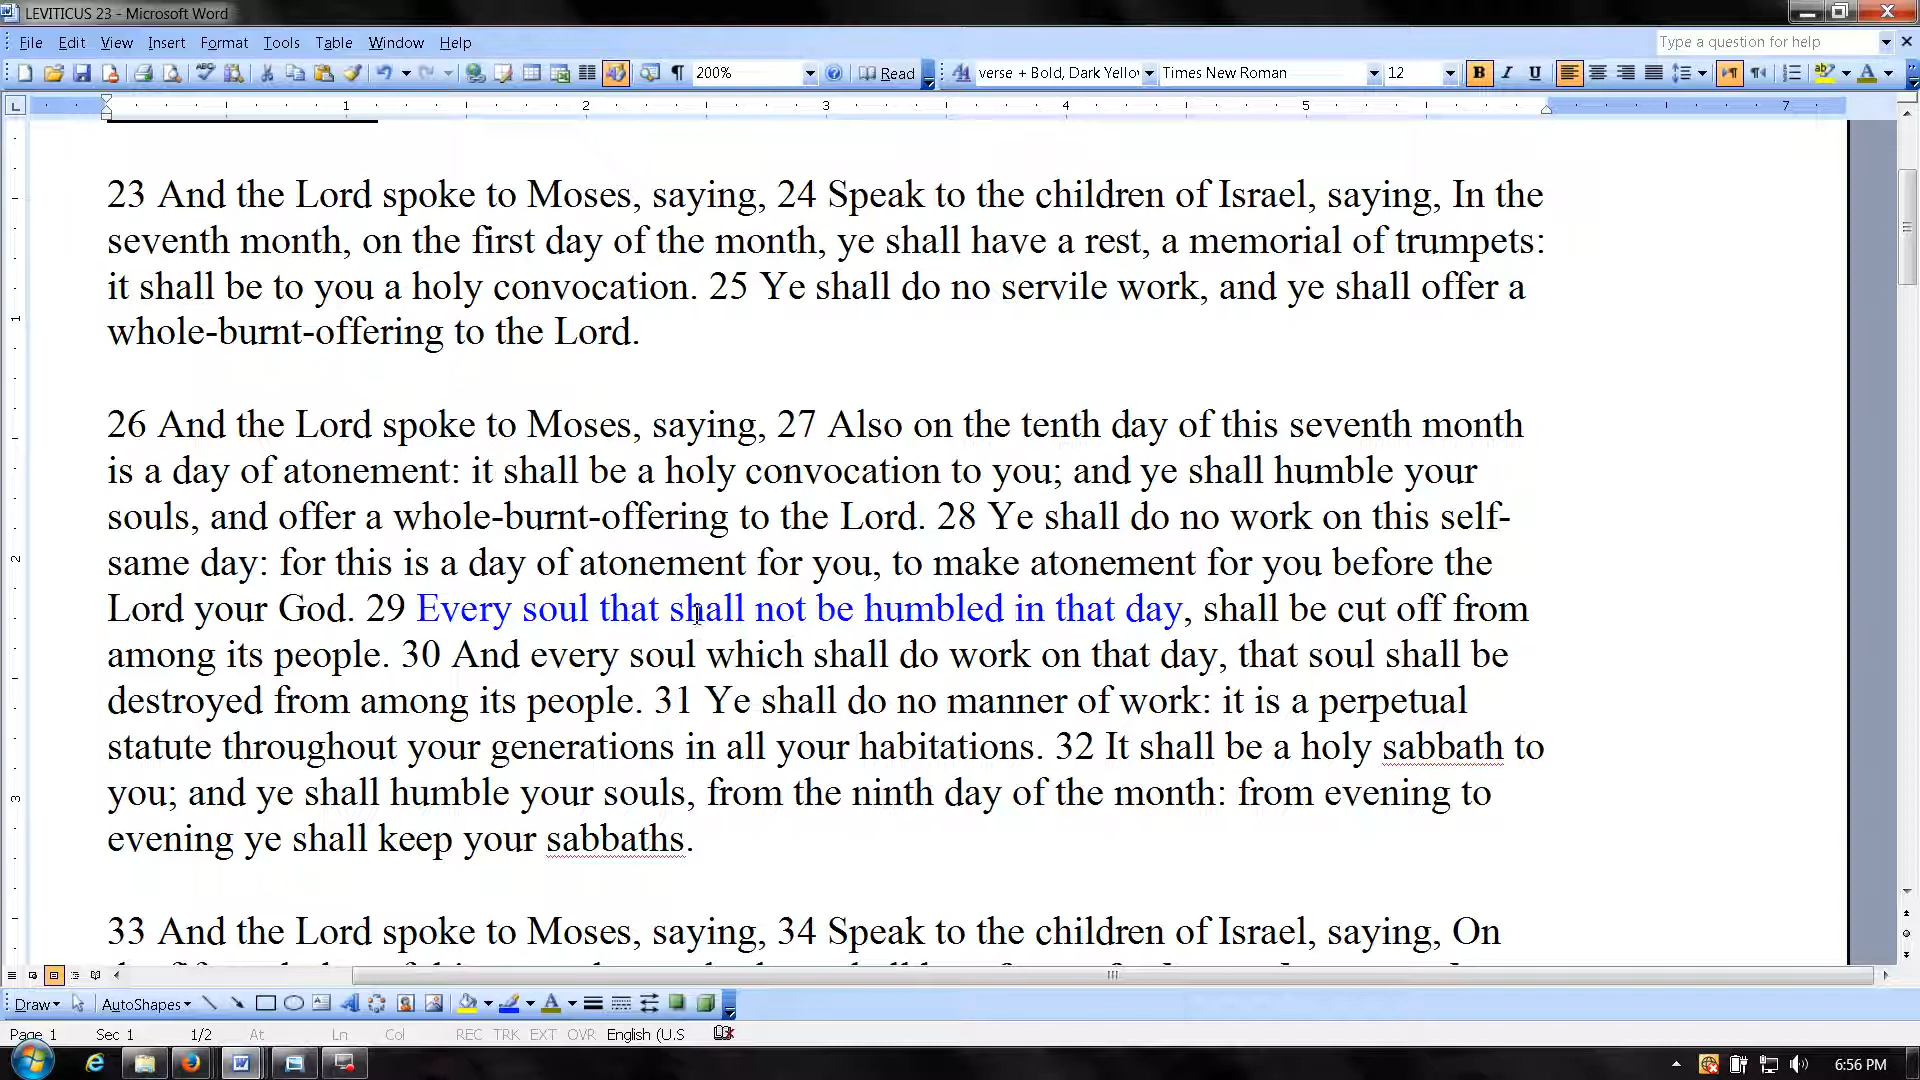 LEVITICUS 23 - Microsoft Word
File Edit View Insert Format Tools Table Window Help
Type a question for help
200% Read verse + Bold, Dark Yellov Times New Roman 12 B I U
1 2 3 4 5 7
23 And the Lord spoke to Moses, saying, 24 Speak to the children of Israel, saying, In the
seventh month, on the first day of the month, ye shall have a rest, a memorial of trumpets:
it shall be to you a holy convocation. 25 Ye shall do no servile work, and ye shall offer a
whole-burnt-offering to the Lord.
26 And the Lord spoke to Moses, saying, 27 Also on the tenth day of this seventh month
is a day of atonement: it shall be a holy convocation to you; and ye shall humble your
souls, and offer a whole-burnt-offering to the Lord. 28 Ye shall do no work on this self-
same day: for this is a day of atonement for you, to make atonement for you before the
Lord your God. 29 Every soul that shall not be humbled in that day, shall be cut off from
among its people. 30 And every soul which shall do work on that day, that soul shall be
destroyed from among its people. 31 Ye shall do no manner of work: it is a perpetual
statute throughout your generations in all your habitations. 32 It shall be a holy sabbath to
you; and ye shall humble your souls, from the ninth day of the month: from evening to
evening ye shall keep your sabbaths.
33 And the Lord spoke to Moses, saying, 34 Speak to the children of Israel, saying, On
Draw AutoShapes
Page 1 Sec 1 1/2 At Ln Col REC TRK EXT OVR English (U.S
6:56 PM